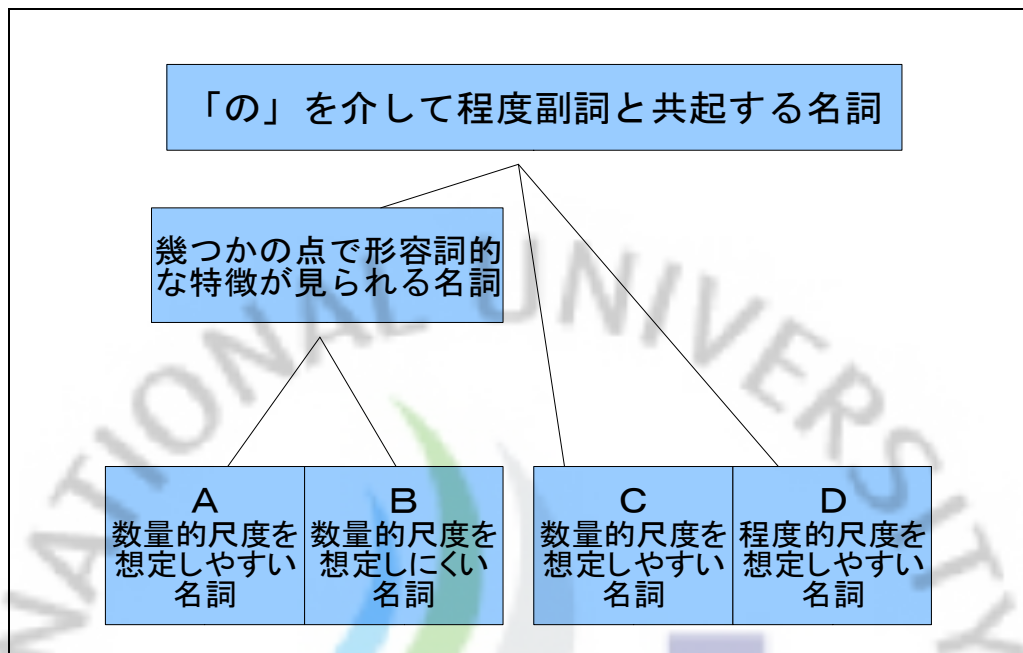 「の」を介して程度副詞と共起する名詞
幾つかの点で形容詞的
な特徴が見られる名詞
A
数量的尺度を
想定しやすい
名詞
B
数量的尺度を
想定しにくい
名詞
C
数量的尺度を
想定しやすい
名詞
D
程度的尺度を
想定しやすい
名詞
NATIONAL UNIVERSITY